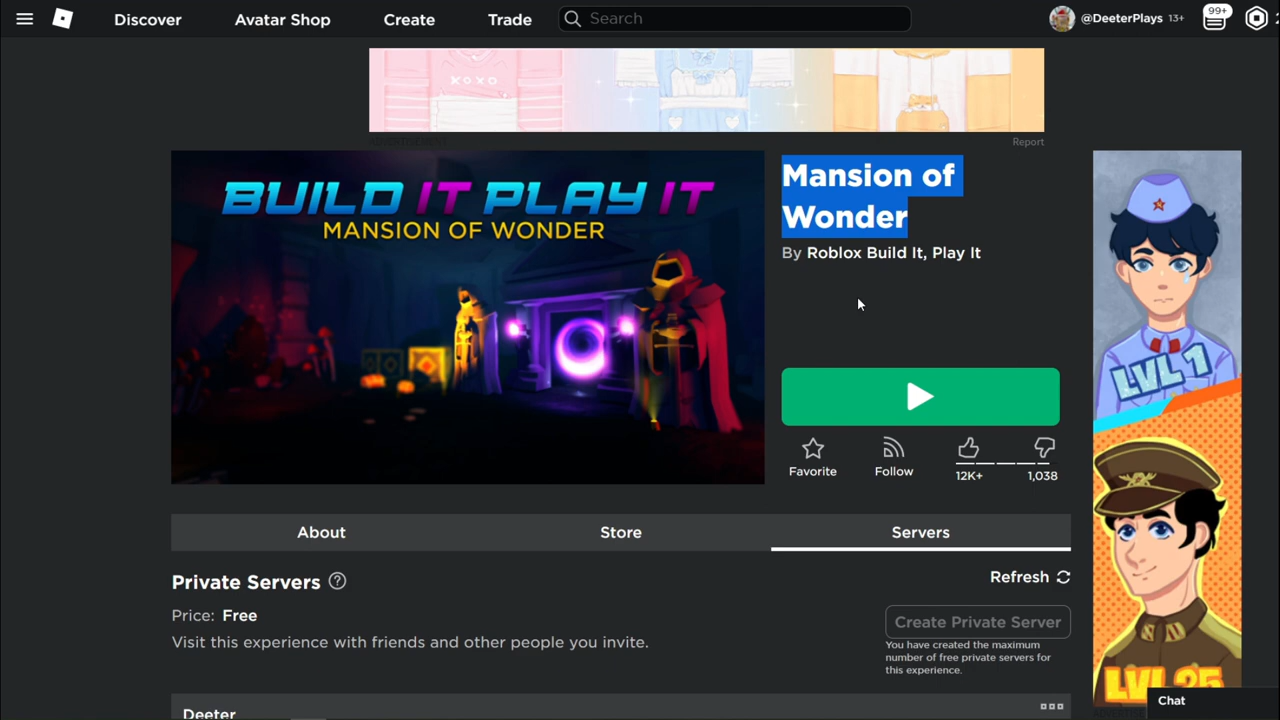 Discover
Avatar Shop
Create
Trade
Search
@DeeterPlays 13+
99+
XOXO
Report
BUILD IT PLAY IT
MANSION OF WONDER
Mansion of
Wonder
By Roblox Build It, Play It
Favorite
Follow
12K+
1,038
LVL 1
About
Store
Servers
Private Servers
Refresh
Price: Free
Create Private Server
Visit this experience with friends and other people you invite.
You have created the maximum
number of free private servers for
this experience.
LVL 25
Deeter
Chat